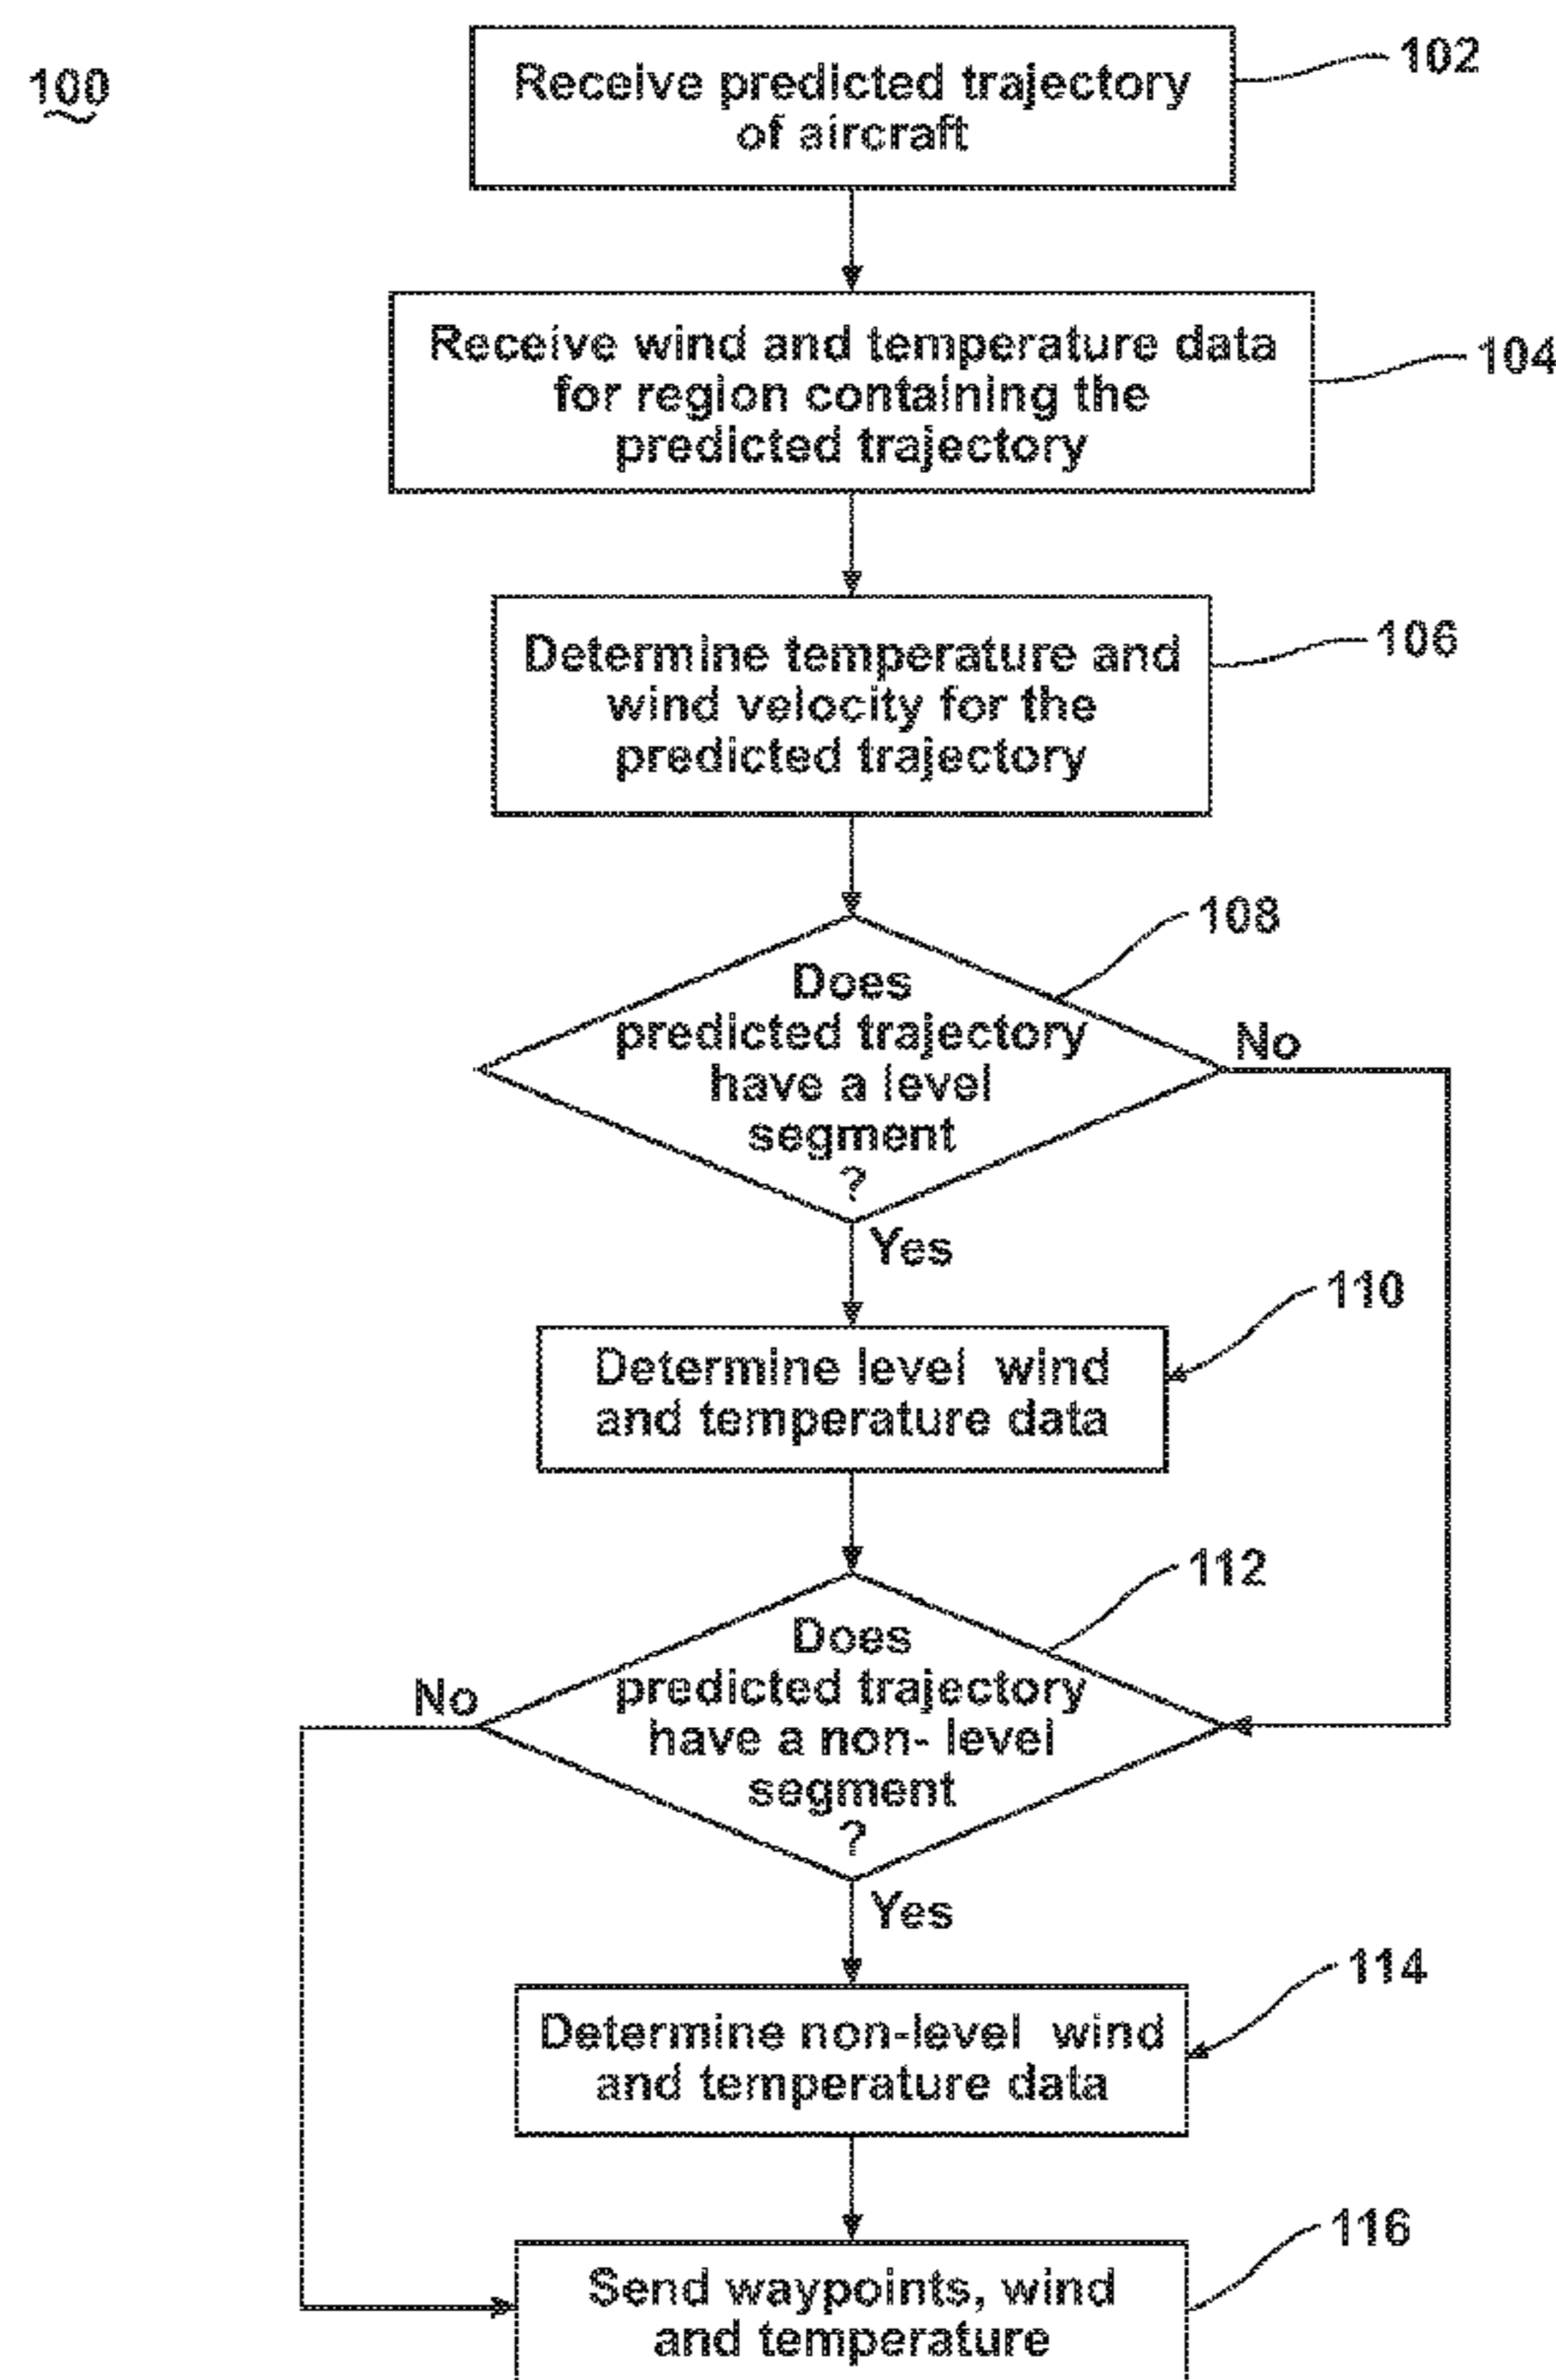 100
Receive predicted trajectory
of aircraft
102
Receive wind and temperature data
for region containing the
predicted trajectory
104
Determine temperature and
wind velocity for the
predicted trajectory
106
108
Does
predicted trajectory
have a level
segment
?
No
Yes
110
Determine level wind
and temperature data
112
Does
predicted trajectory
have a non- level
segment
?
No
Yes
114
Determine non-level wind
and temperature data
116
Send waypoints, wind
and temperature